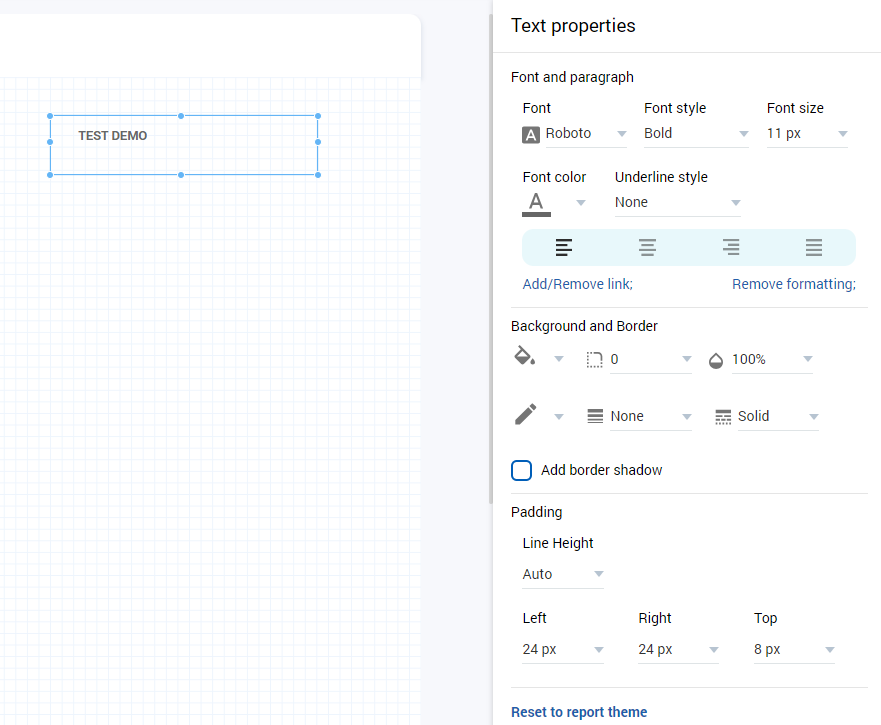 Text properties
TEST DEMO
Font and paragraph
Font Font style Font size
A Roboto Bold 11 px
Font color Underline style
A None
Add/Remove link; Remove formatting;
Background and Border
0 100%
None Solid
Add border shadow
Padding
Line Height
Auto
Left Right Top
24 px 24 px 8 px
Reset to report theme